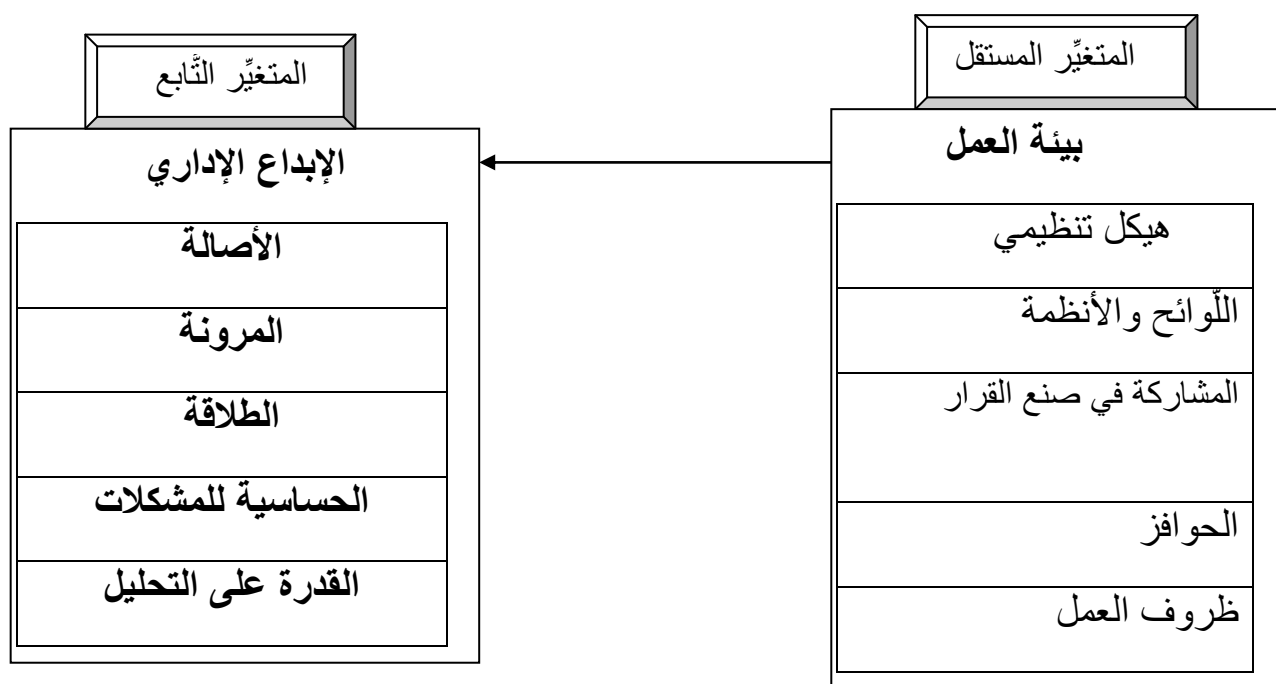 المتغيِّر المستقل
بيئة العمل
هيكل تنظيمي
اللّوائح والأنظمة
المشاركة في صنع القرار
الحوافز
ظروف العمل
المتغيِّر التَّابع
الإبداع الإداري
الأصالة
المرونة
الطلاقة
الحساسية للمشكلات
القدرة على التحليل